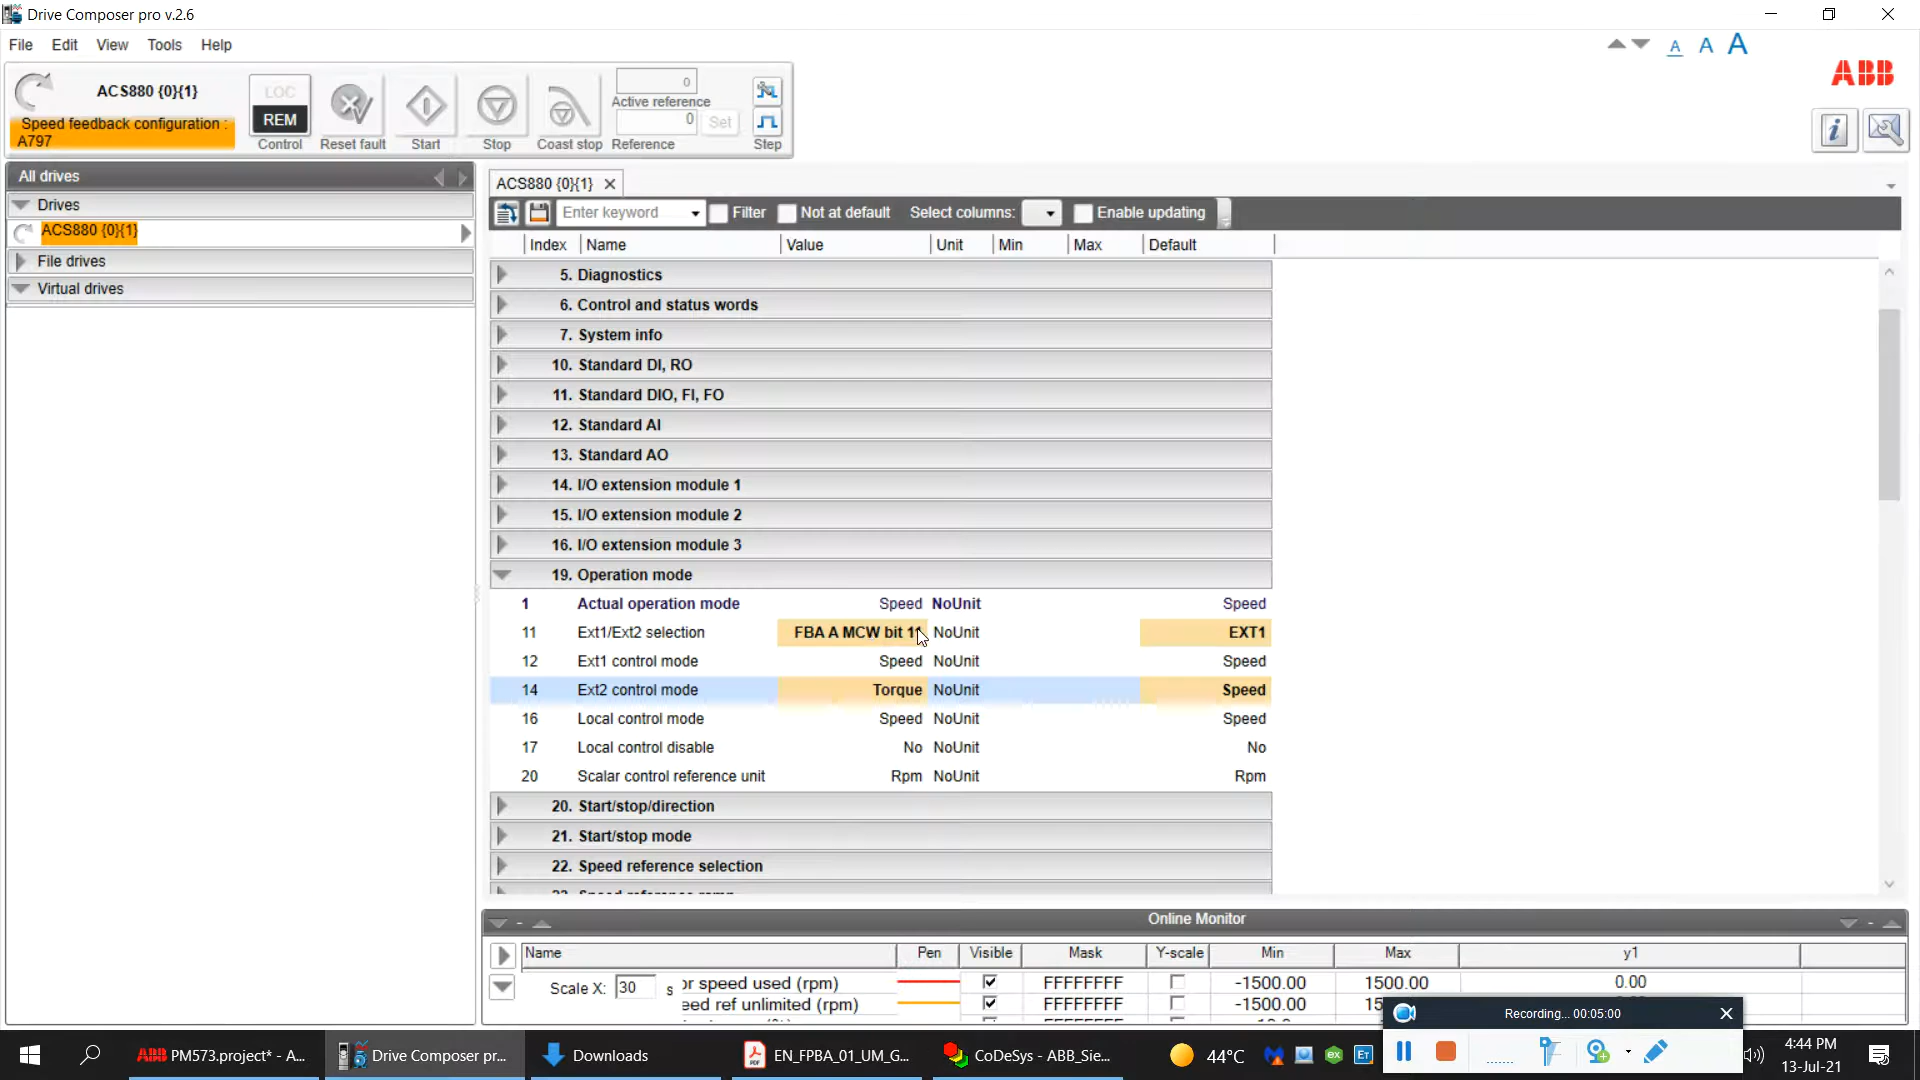 Drive Composer pro v.2.6
File Edit View Tools Help
A A A
ABB
ACS880 {0}{1}
Speed feedback configuration :
A797
LOC
REM
Control
Reset fault
Start
Stop
Coast stop
0
Active reference
0 Set
Reference
Step
All drives
Drives
ACS880 {0}{1}
File drives
Virtual drives
ACS880 {0}{1}
Enter keyword Filter Not at default Select columns: Enable updating
Index Name Value Unit Min Max Default
5. Diagnostics
6. Control and status words
7. System info
10. Standard DI, RO
11. Standard DIO, FI, FO
12. Standard AI
13. Standard AO
14. I/O extension module 1
15. I/O extension module 2
16. I/O extension module 3
19. Operation mode
1 Actual operation mode Speed NoUnit Speed
11 Ext1/Ext2 selection FBA A MCW bit 11 NoUnit EXT1
12 Ext1 control mode Speed NoUnit Speed
14 Ext2 control mode Torque NoUnit Speed
16 Local control mode Speed NoUnit Speed
17 Local control disable No NoUnit No
20 Scalar control reference unit Rpm NoUnit Rpm
20. Start/stop/direction
21. Start/stop mode
22. Speed reference selection
Online Monitor
Name Pen Visible Mask Y-scale Min Max y1
Scale X: 30 s
or speed used (rpm) FFFFFFFF -1500.00 1500.00 0.00
eed ref unlimited (rpm) FFFFFFFF -1500.00 15
Recording... 00:05:00
ABB PM573.project* - A...
Drive Composer pr...
Downloads
EN_FPBA_01_UM_G...
CoDeSys - ABB_Sie...
44°C
4:44 PM
13-Jul-21